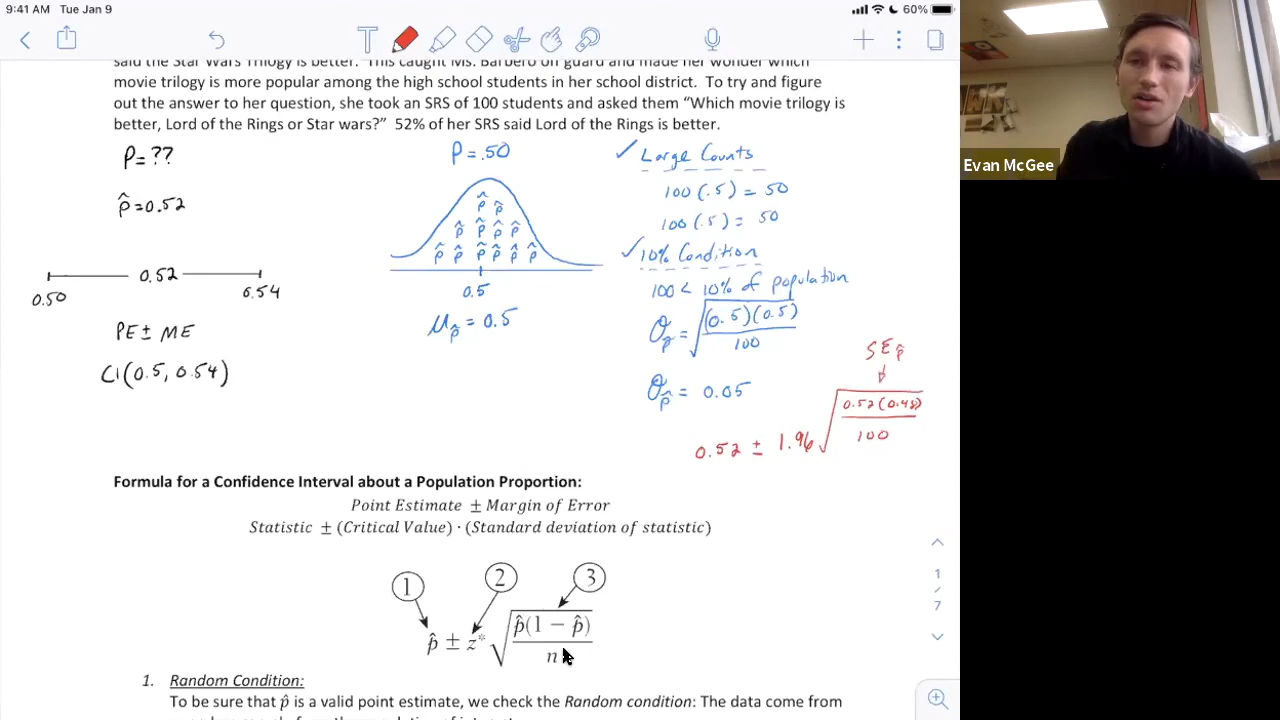 9:41 AM Tue Jan 9
60%
said the Star Wars Trilogy is better. This caught Ms. Barbero off guard and made her wonder which
movie trilogy is more popular among the high school students in her school district. To try and figure
out the answer to her question, she took an SRS of 100 students and asked them “Which movie trilogy is
better, Lord of the Rings or Star wars?” 52% of her SRS said Lord of the Rings is better.
P = ??
p̂ = 0.52
0.52
0.50 0.54
PE ± ME
CI (0.5, 0.54)
P = .50
p̂ p̂
p̂ p̂ p̂ p̂
p̂ p̂ p̂ p̂ p̂ p̂
0.5
μp̂ = 0.5
✓ Large Counts
100 (.5) = 50
100 (.5) = 50
✓ 10% Condition
100 < 10% of population
σp̂ = √(0.5)(0.5)
100
σp̂ = 0.05
SEp̂
0.52 ± 1.96 √0.52(0.48)
100
Formula for a Confidence Interval about a Population Proportion:
Point Estimate ± Margin of Error
Statistic ± (Critical Value) · (Standard deviation of statistic)
1 2 3
p̂ ± z* √p̂(1 − p̂)
n
1. Random Condition:
To be sure that p̂ is a valid point estimate, we check the Random condition: The data come from
1
/
7
Evan McGee